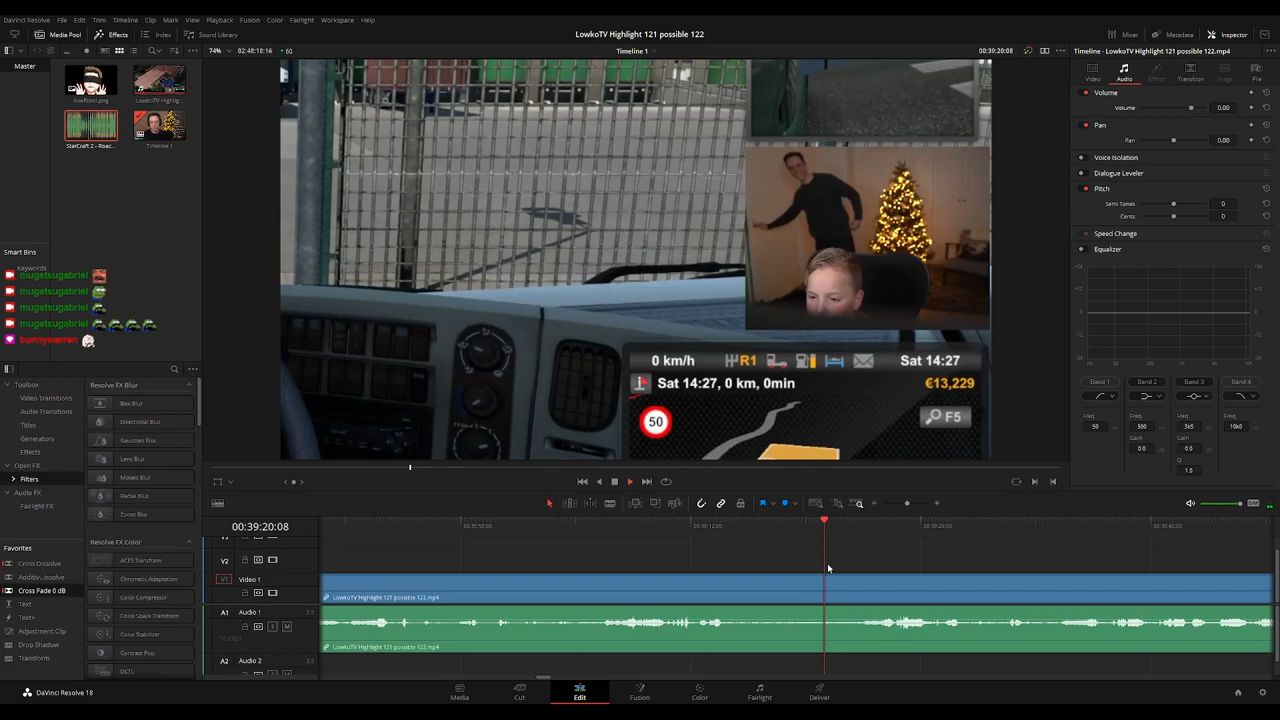 DaVinci Resolve File Edit Trim Timeline Clip Mark View Playback Fusion Color Fairlight Workspace Help
Media Pool Effects Index Sound Library
LowkoTV Highlight 121 possible 122
Mixer Metadata Inspector
74% 02:48:18:16 60
Timeline 1
00:39:20:08
Timeline - LowkoTV Highlight 121 possible 122.mp4
Master
lowBlind.png
LowkoTV Highlig...
StarCraft 2 - Roac...
Timeline 1
Video Audio Effects Transition Image File
Volume
Volume 0.00
Pan
Pan 0.00
Voice Isolation
Dialogue Leveler
Pitch
Semi Tones 0
Cents 0
Speed Change
Equalizer
Band 1 Band 2 Band 3 Band 4
Freq Freq Freq Freq
50 500 3k5 10k0
Gain Gain
0.0 0.0
Q
1.0
Smart Bins
Keywords
mugetsugabriel
mugetsugabriel
mugetsugabriel
mugetsugabriel
bunnywarren
0 km/h R1 Sat 14:27
Sat 14:27, 0 km, 0min €13,229
50 F5
Toolbox
Video Transitions
Audio Transitions
Titles
Generators
Effects
Open FX
Filters
Audio FX
Fairlight FX
Favorites
Cross Dissolve
Additiv...issolve
Cross Fade 0 dB
Text
Text+
Adjustment Clip
Drop Shadow
Transform
Resolve FX Blur
Box Blur
Directional Blur
Gaussian Blur
Lens Blur
Mosaic Blur
Radial Blur
Zoom Blur
Resolve FX Color
ACES Transform
Chromatic Adaptation
Color Compressor
Color Space Transform
Color Stabilizer
Contrast Pop
DCTL
DIM
00:39:20:08
00:39:12:00 00:39:26:00 00:39:40:00
V2
V1 Video 1
LowkoTV Highlight 121 possible 122.mp4
A1 Audio 1 2.0
S M
LowkoTV Highlight 121 possible 122.mp4
A2 Audio 2 2.0
DaVinci Resolve 18
Media Cut Edit Fusion Color Fairlight Deliver